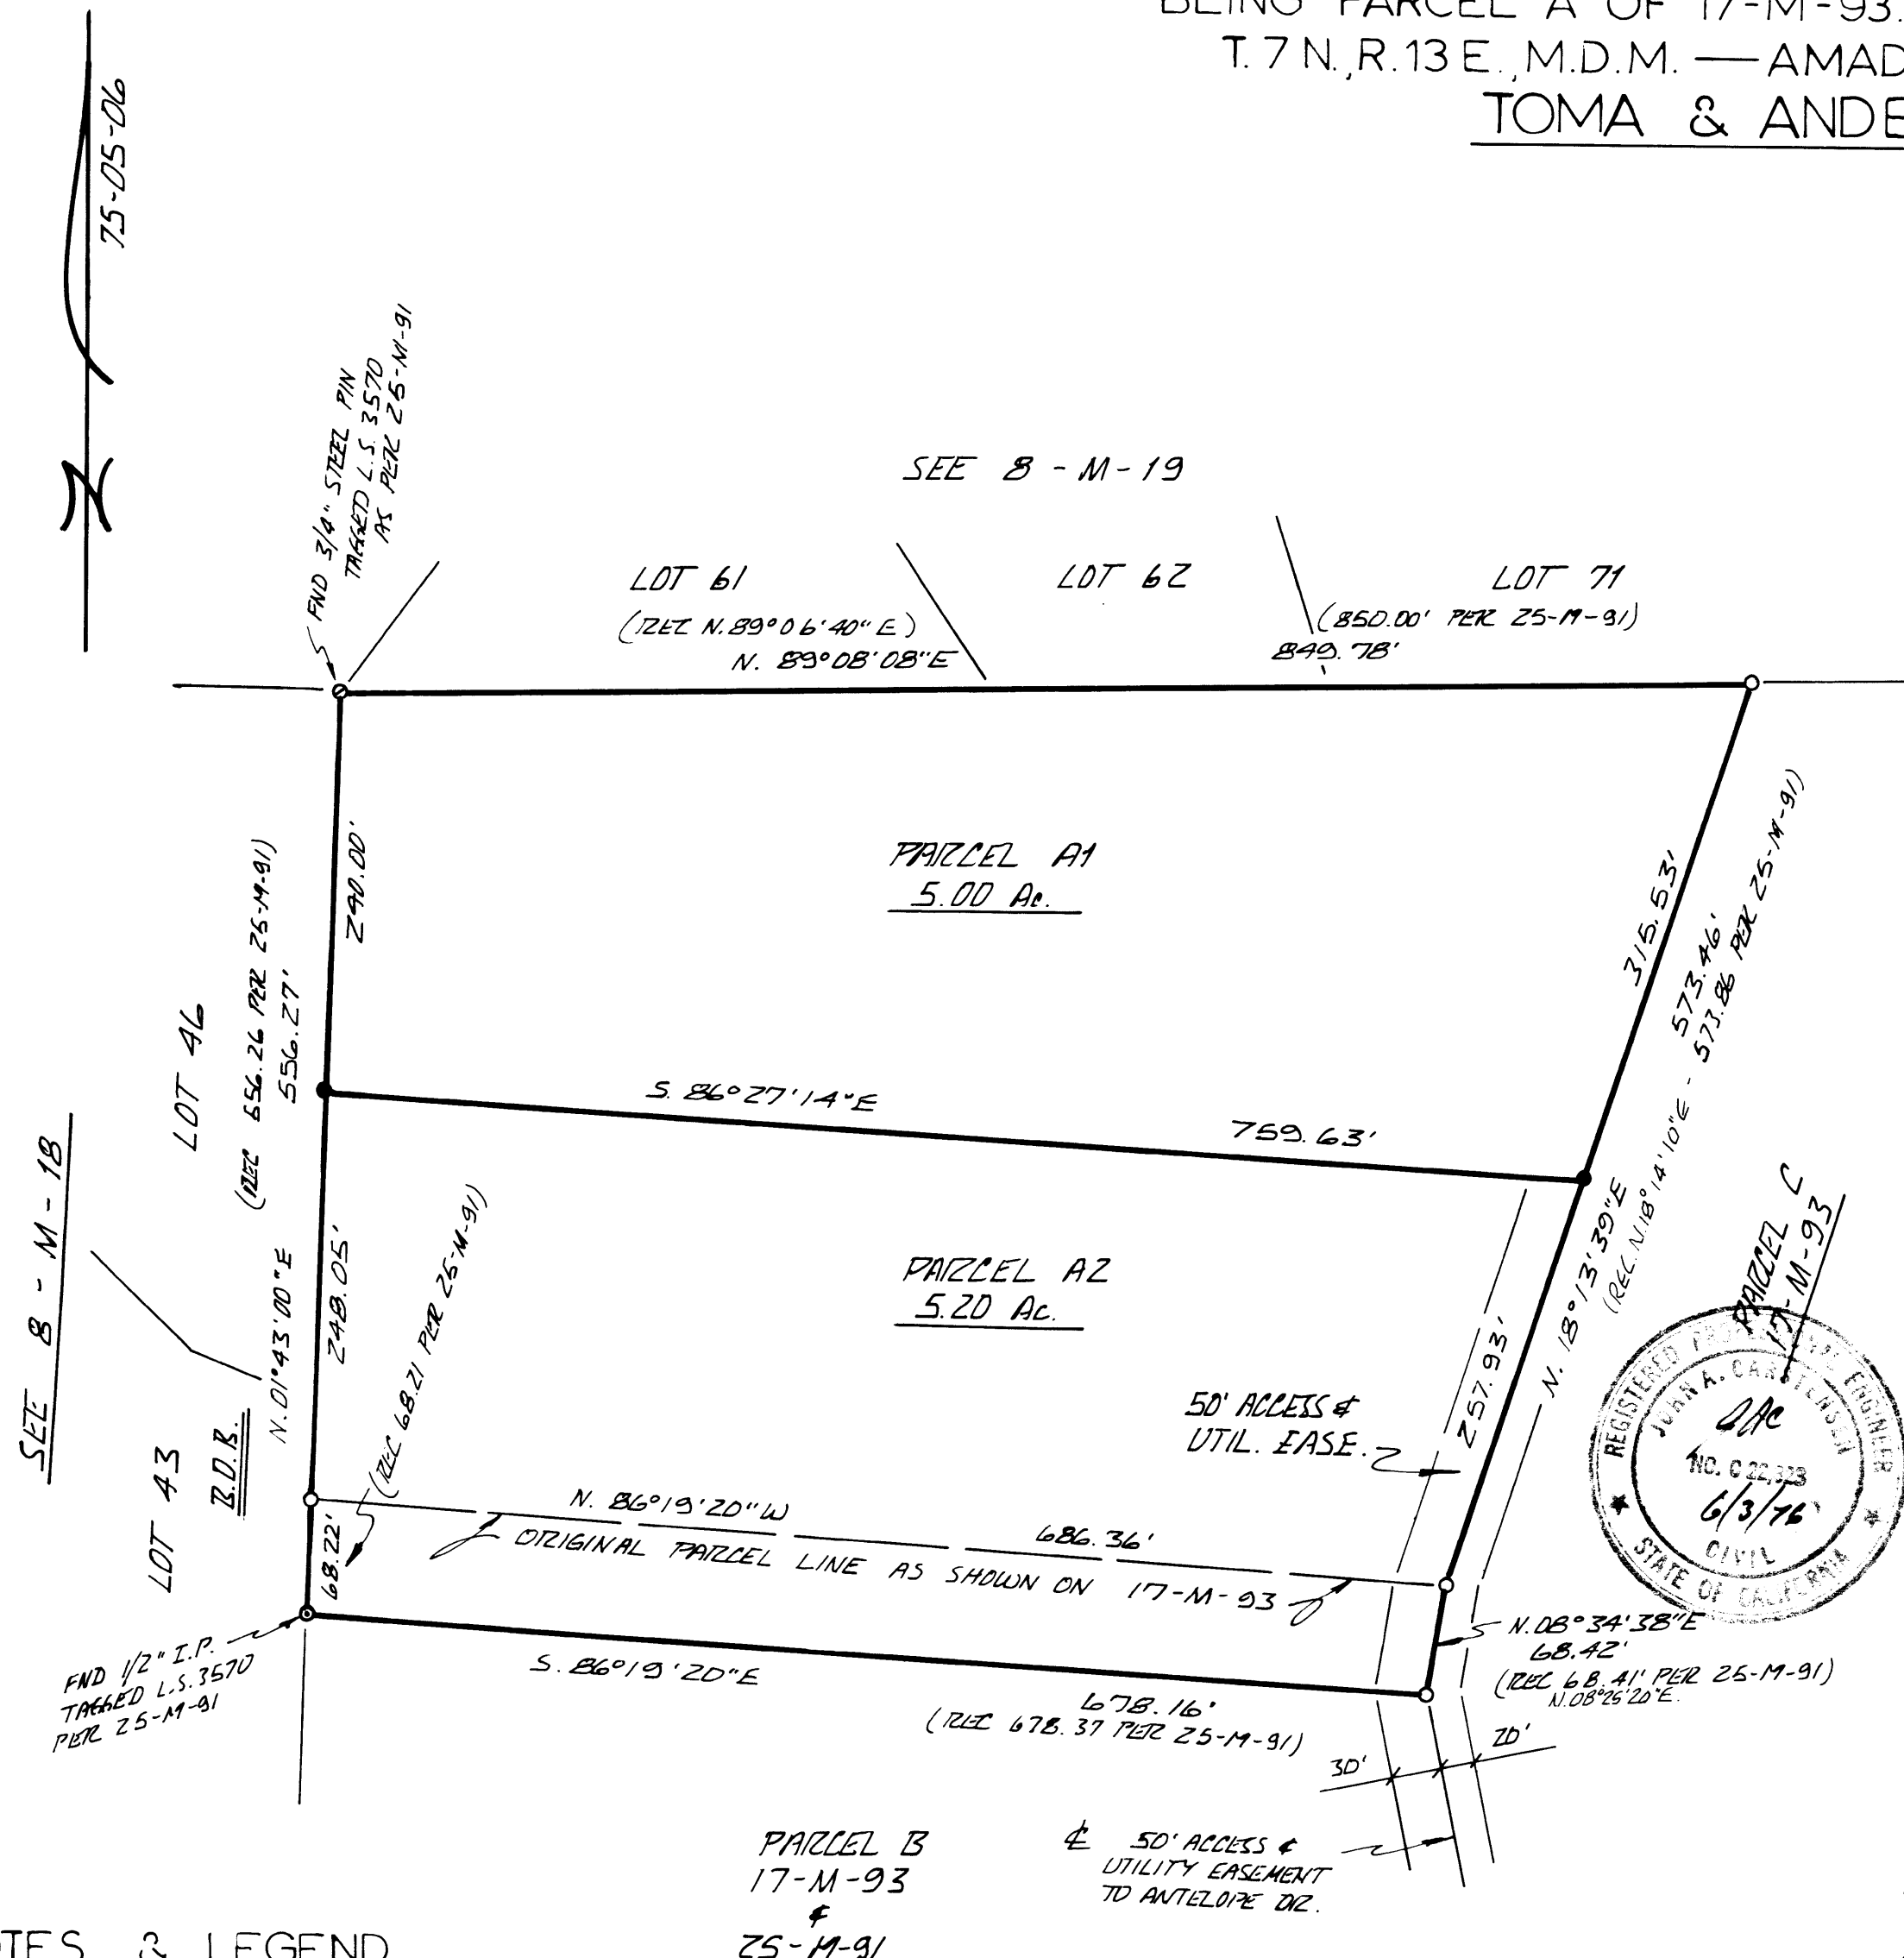 BEING PARCEL A OF 17-M-93.
T. 7 N., R. 13 E., M.D.M. — AMAD
TOMA & ANDE
75-05-06
N
FND 3/4" STEEL PIN
TAGGED L.S. 3570
AS PER 25-M-91
SEE 8-M-19
LOT 61
LOT 62
LOT 71
(REC N. 89°06'40" E)
(850.00' PER 25-M-91)
N. 89°08'08"E
849.78'
PARCEL A1
5.00 Ac.
240.00'
(REC 556.26 PER 25-M-91)
556.27'
LOT 46
315.53'
573.46'
573.86 PER 25-M-91)
S. 86°27'14"E
759.63'
SEE 8-M-18
N. 01°43'00"E
248.05'
(REC 68.21 PER 25-M-91)
PARCEL A2
5.20 Ac.
N. 18°13'39"E
(REC. N. 18°14'10"E -
PARCEL C
17-M-93
257.93'
50' ACCESS &
UTIL. EASE.
REGISTERED PROFESSIONAL ENGINEER
JOHN A. CARSTENSEN
JAC
NO. C 22,323
6/3/76
CIVIL
STATE OF CALIFORNIA
LOT 43
B.D.R.
N. 86°19'20"W
686.36'
ORIGINAL PARCEL LINE AS SHOWN ON 17-M-93
68.22'
FND 1/2" I.P.
TAGGED L.S. 3570
PER 25-M-91
S. 86°19'20"E
678.16'
(REC 678.37 PER 25-M-91)
N. 08°34'38"E
68.42'
(REC 68.41' PER 25-M-91)
N. 08°25'20"E.
30'
20'
PARCEL B
17-M-93
&
25-M-91
℄ 50' ACCESS &
UTILITY EASEMENT
TO ANTELOPE DR.
OTES & LEGEND